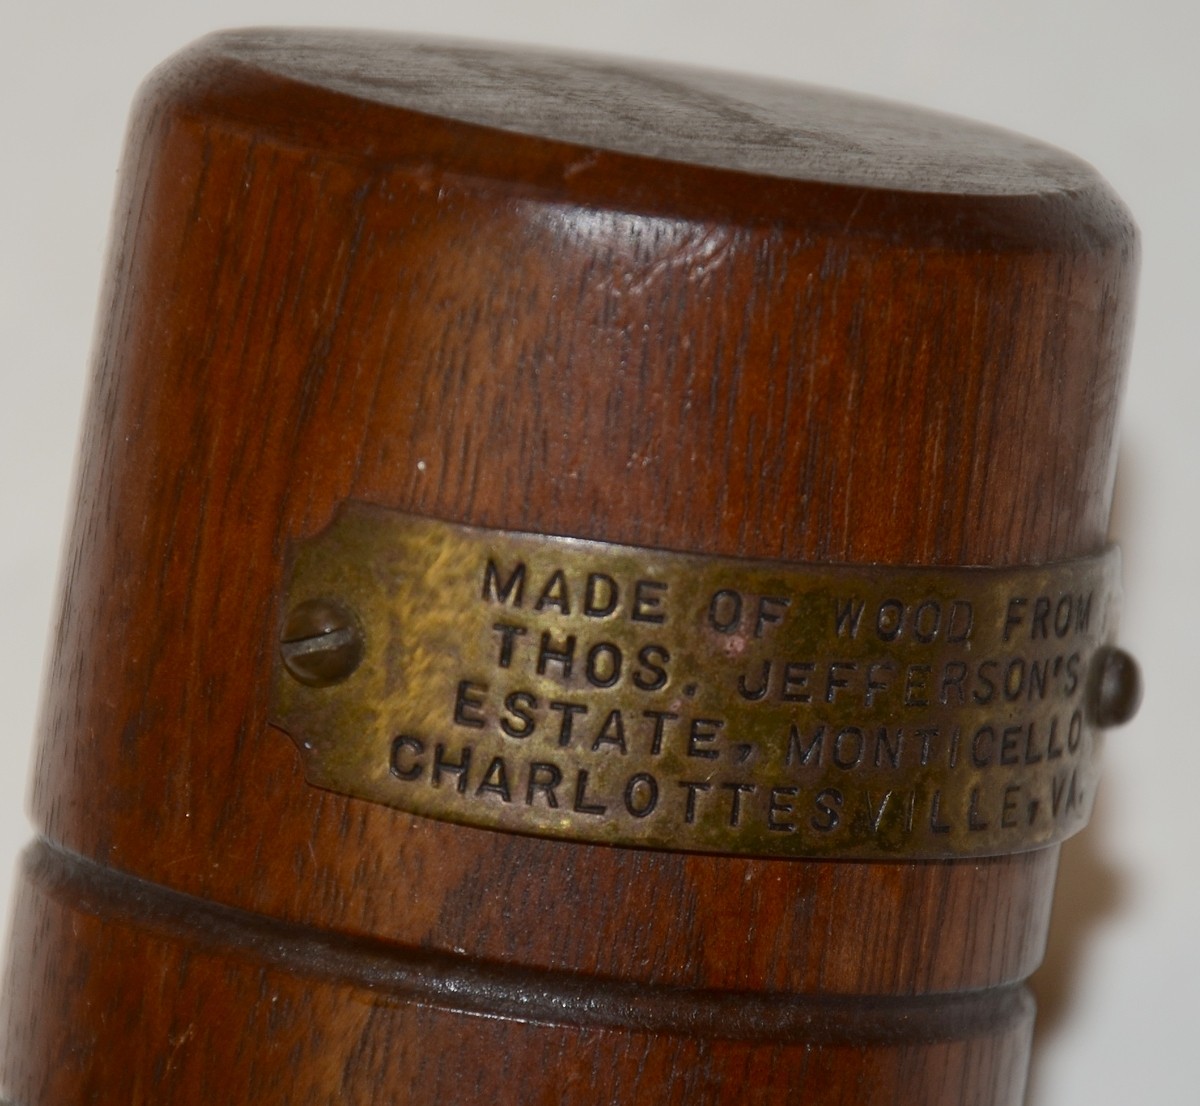 MADE OF WOOD FROM
THOS. JEFFERSON'S
ESTATE, MONTICELLO
CHARLOTTESVILLE, VA.